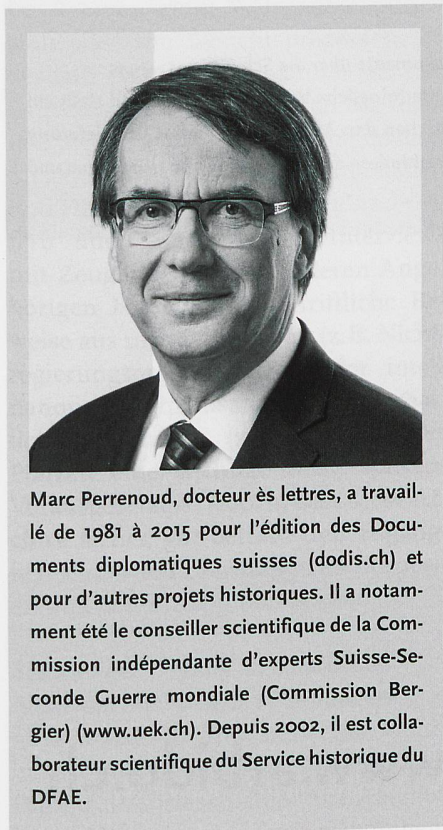 Marc Perrenoud, docteur ès lettres, a travail-
lé de 1981 à 2015 pour l'édition des Docu-
ments diplomatiques suisses (dodis.ch) et
pour d'autres projets historiques. Il a notam-
ment été le conseiller scientifique de la Com-
mission indépendante d'experts Suisse-Se-
conde Guerre mondiale (Commission Ber-
gier) (www.uek.ch). Depuis 2002, il est colla-
borateur scientifique du Service historique du
DFAE.